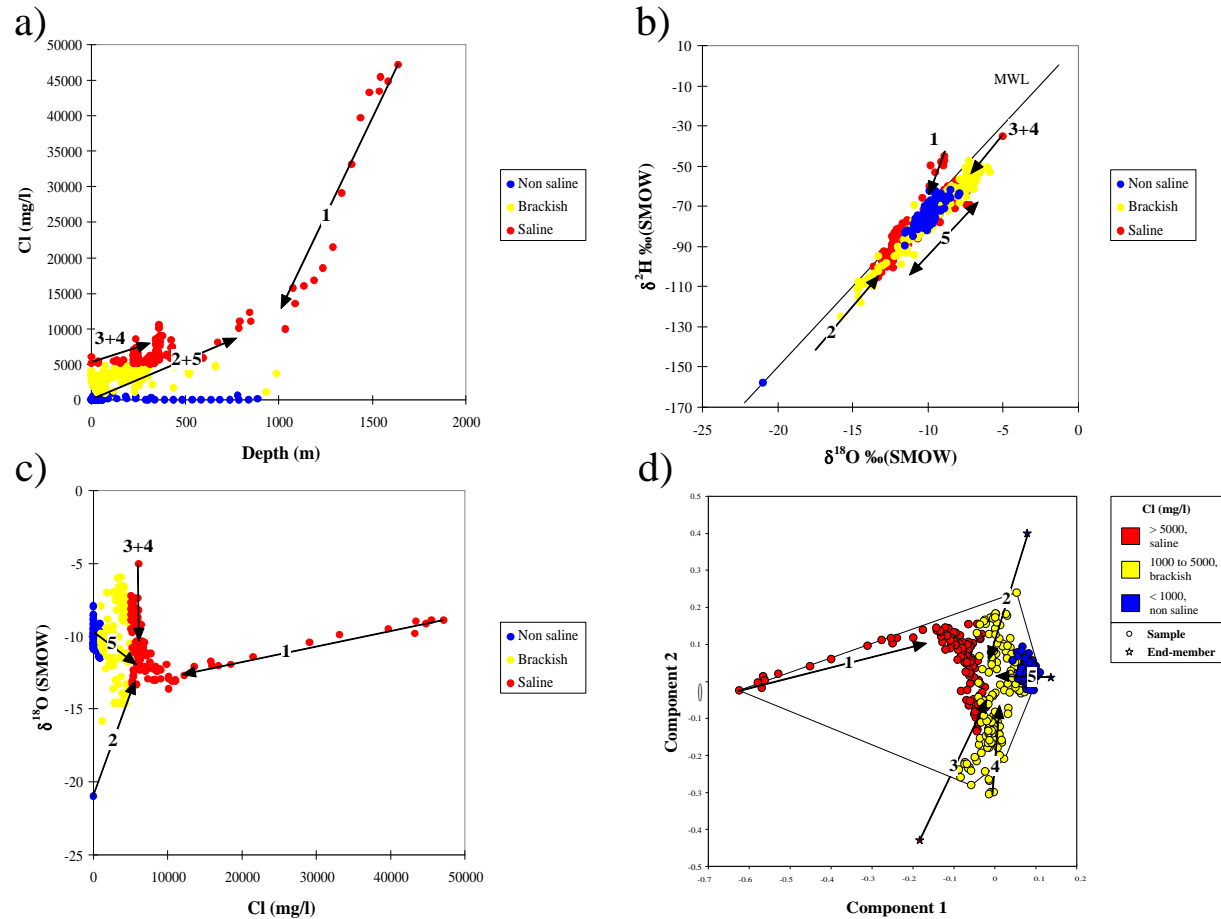 a)
50000
45000
40000
35000
30000
25000
20000
15000
10000
5000
0
Cl (mg/l)
0 500 1000 1500 2000
Depth (m)
1
3+4
2+5
Non saline
Brackish
Saline
b)
10
-10
-30
-50
-70
-90
-110
-130
-150
-170
δ²H ‰(SMOW)
-25 -20 -15 -10 -5 0
δ¹⁸O ‰(SMOW)
MWL
1
3+4
5
2
Non saline
Brackish
Saline
c)
0
-5
-10
-15
-20
-25
δ¹⁸O (SMOW)
0 10000 20000 30000 40000 50000
Cl (mg/l)
3+4
5
1
2
Non saline
Brackish
Saline
d)
0.5
0.4
0.3
0.2
0.1
0
-0.1
-0.2
-0.3
-0.4
-0.5
Component 2
0
-0.7 -0.6 -0.5 -0.4 -0.3 -0.2 -0.1 0 0.1 0.2
Component 1
2
1
5
3
4
Cl (mg/l)
> 5000,
saline
1000 to 5000,
brackish
< 1000,
non saline
Sample
End-member